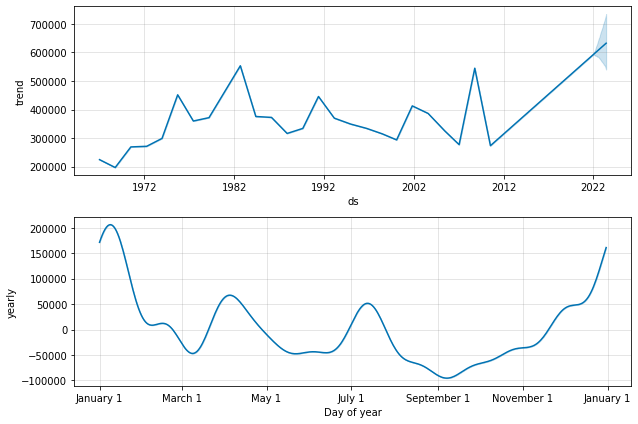 700000
600000
500000
400000
300000
200000
trend
1972
1982
1992
2002
2012
2022
ds
200000
150000
100000
50000
0
−50000
−100000
yearly
January 1
March 1
May 1
July 1
September 1
November 1
January 1
Day of year